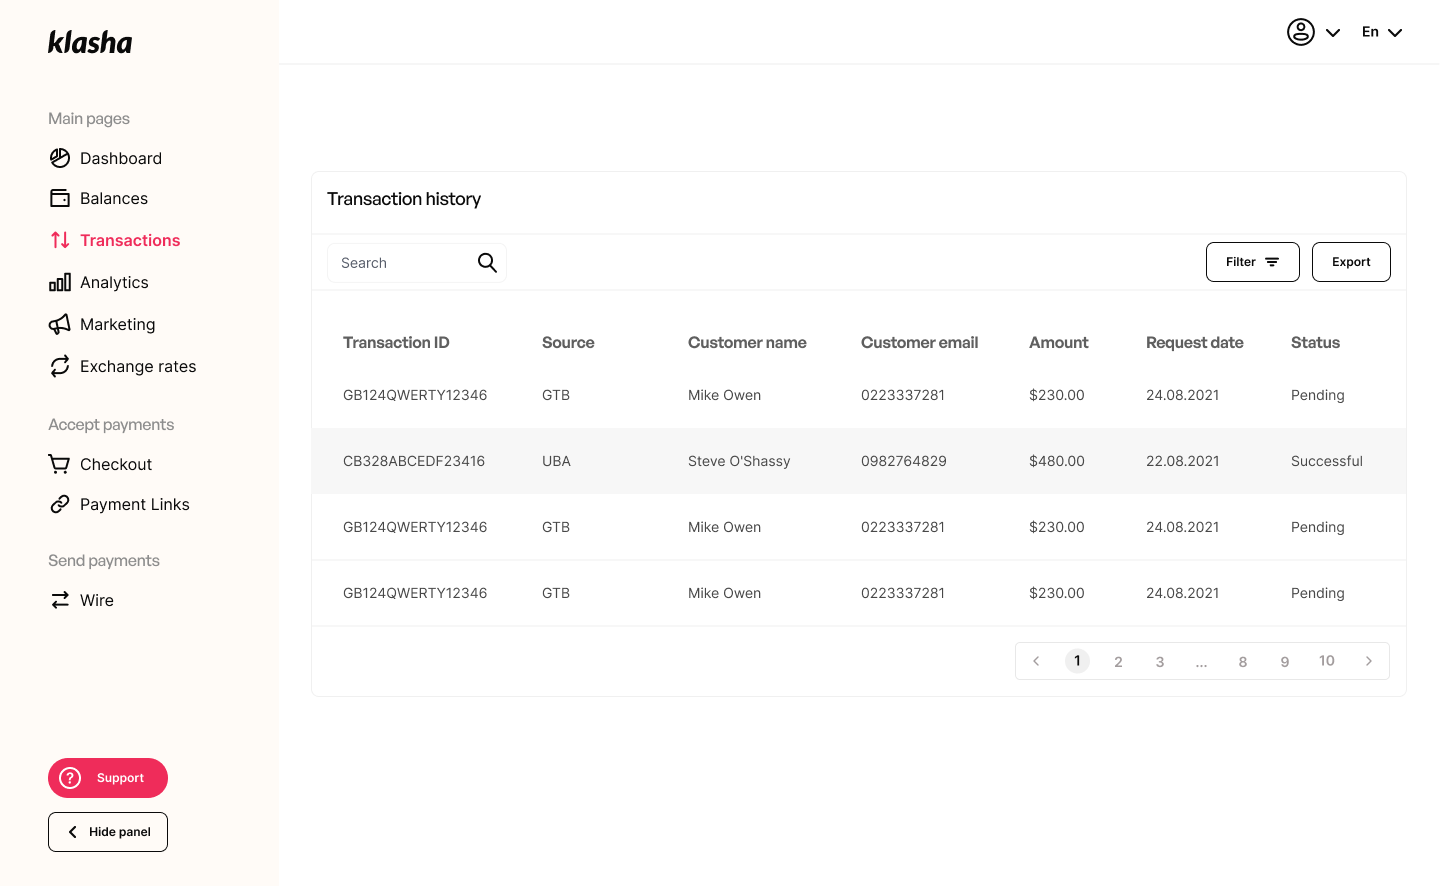 klasha
En
Main pages
Dashboard
Balances
Transactions
Analytics
Marketing
Exchange rates
Accept payments
Checkout
Payment Links
Send payments
Wire
Support
Hide panel
Transaction history
Search
Filter
Export
Transaction ID Source Customer name Customer email Amount Request date Status
GB124QWERTY12346 GTB Mike Owen 0223337281 $230.00 24.08.2021 Pending
CB328ABCEDF23416 UBA Steve O'Shassy 0982764829 $480.00 22.08.2021 Successful
GB124QWERTY12346 GTB Mike Owen 0223337281 $230.00 24.08.2021 Pending
GB124QWERTY12346 GTB Mike Owen 0223337281 $230.00 24.08.2021 Pending
1 2 3 ... 8 9 10